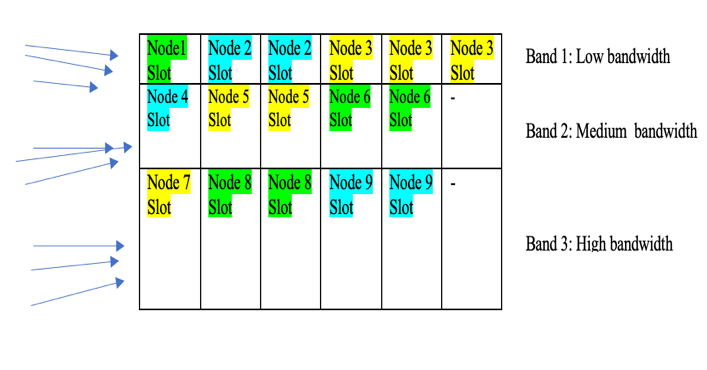 Node1 Node 2 Node 2 Node 3 Node 3 Node 3
Slot Slot Slot Slot Slot Slot
Band 1: Low bandwidth
Node 4 Node 5 Node 5 Node 6 Node 6 -
Slot Slot Slot Slot Slot
Band 2: Medium bandwidth
Node 7 Node 8 Node 8 Node 9 Node 9 -
Slot Slot Slot Slot Slot
Band 3: High bandwidth